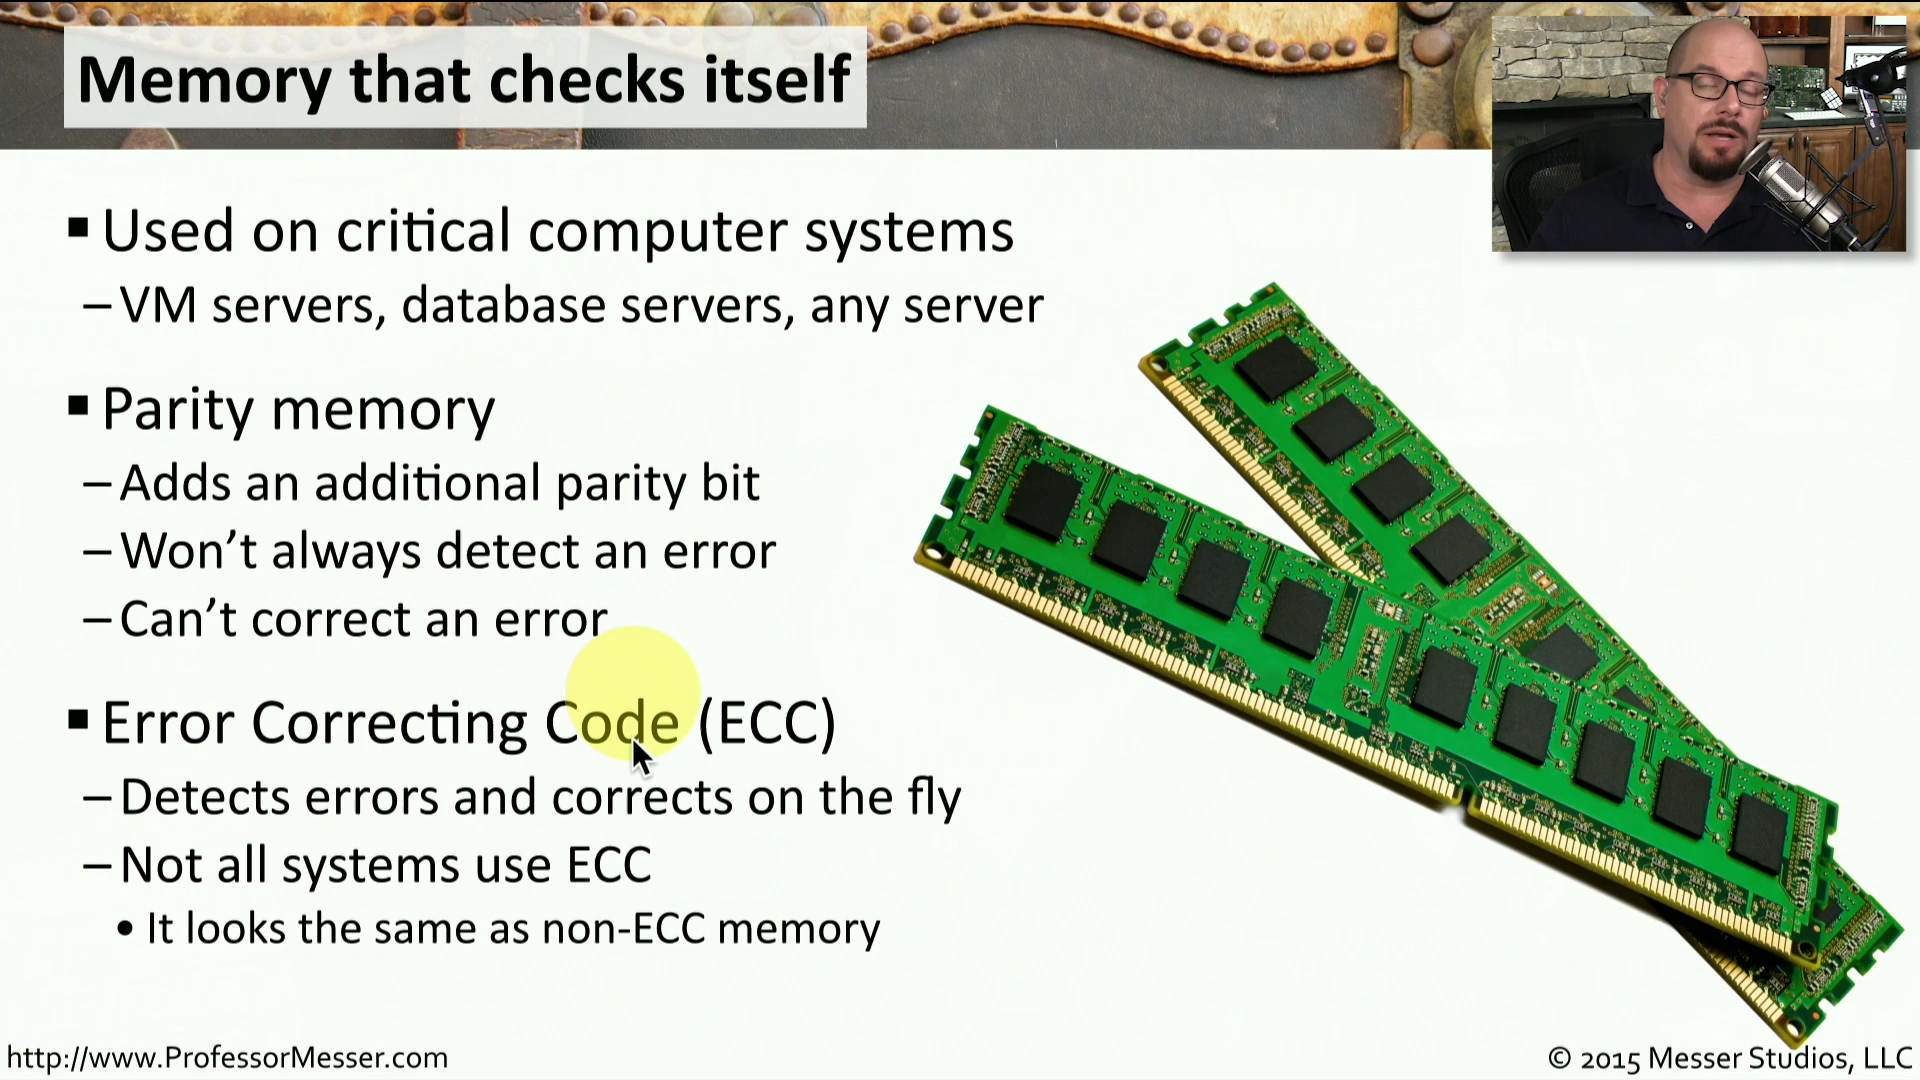 Memory that checks itself
▪ Used on critical computer systems
– VM servers, database servers, any server
▪ Parity memory
– Adds an additional parity bit
– Won’t always detect an error
– Can’t correct an error
▪ Error Correcting Code (ECC)
– Detects errors and corrects on the fly
– Not all systems use ECC
• It looks the same as non-ECC memory
http://www.ProfessorMesser.com
© 2015 Messer Studios, LLC